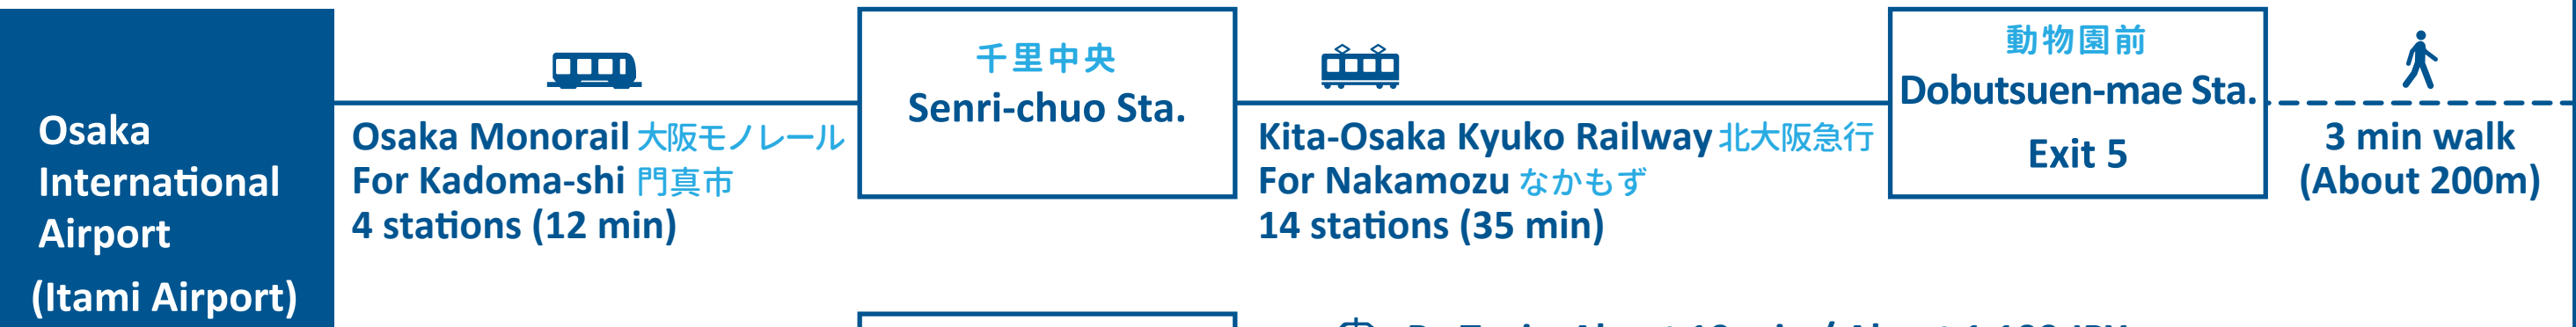 Osaka
International
Airport
(Itami Airport)
Osaka Monorail 大阪モノレール
For Kadoma-shi 門真市
4 stations (12 min)
千里中央
Senri-chuo Sta.
Kita-Osaka Kyuko Railway 北大阪急行
For Nakamozu なかもず
14 stations (35 min)
動物園前
Dobutsuen-mae Sta.
Exit 5
3 min walk
(About 200m)